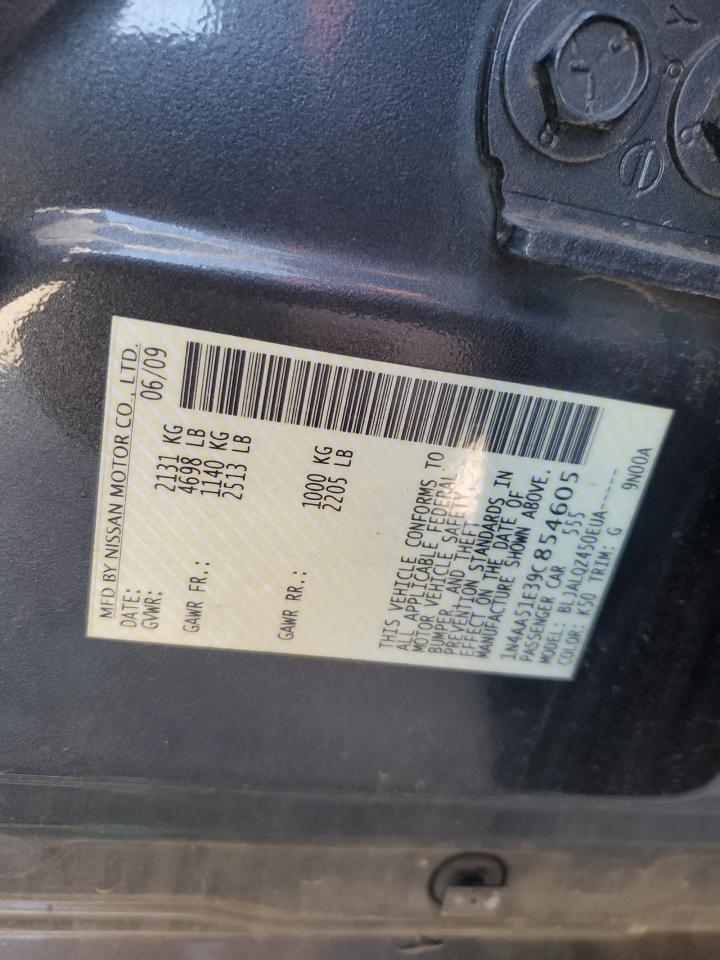 MFD BY NISSAN MOTOR CO., LTD.
DATE: 06/09
GVWR: 2131 KG
4698 LB
GAWR FR.: 1140 KG
2513 LB
GAWR RR.: 1000 KG
2205 LB
THIS VEHICLE CONFORMS TO
ALL APPLICABLE FEDERAL
MOTOR VEHICLE SAFETY,
BUMPER, AND THEFT
PREVENTION STANDARDS IN
EFFECT ON THE DATE OF
MANUFACTURE SHOWN ABOVE.
1N4AA51E39C854605
PASSENGER CAR 555
MODEL: BLJALQZ450EUA-----
COLOR: K50 TRIM: G 9N00A